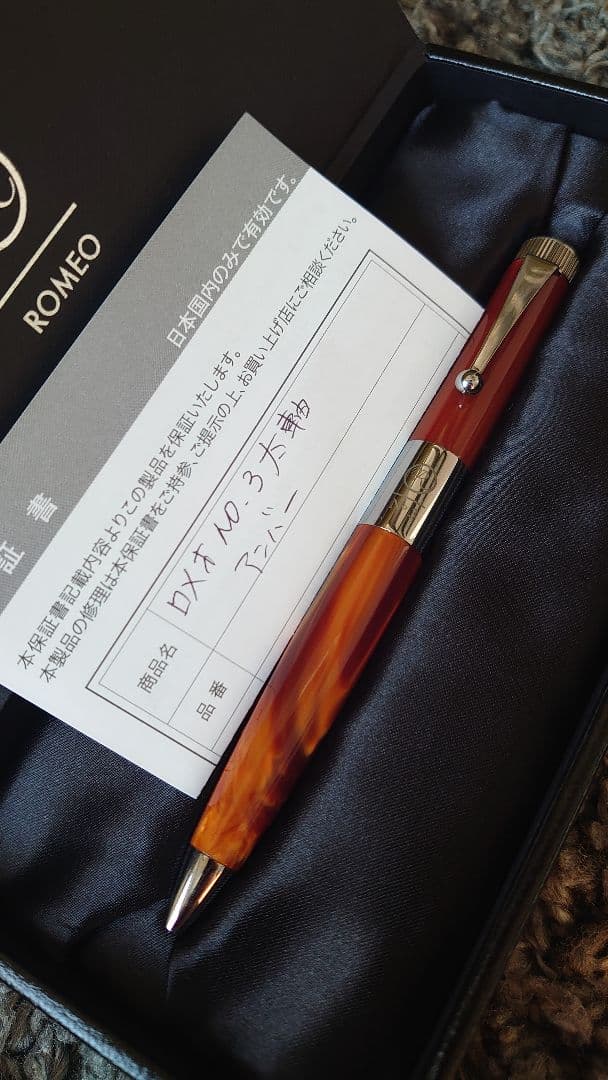 ROMEO
証書
日本国内のみで有効です。
本保証書記載内容よりこの製品を保証いたします。
本製品の修理は本保証書をご持参、ご提示の上、お買い上げ店にご相談ください。
商品名 ロメオ NO.3 太軸
アンバー
品番